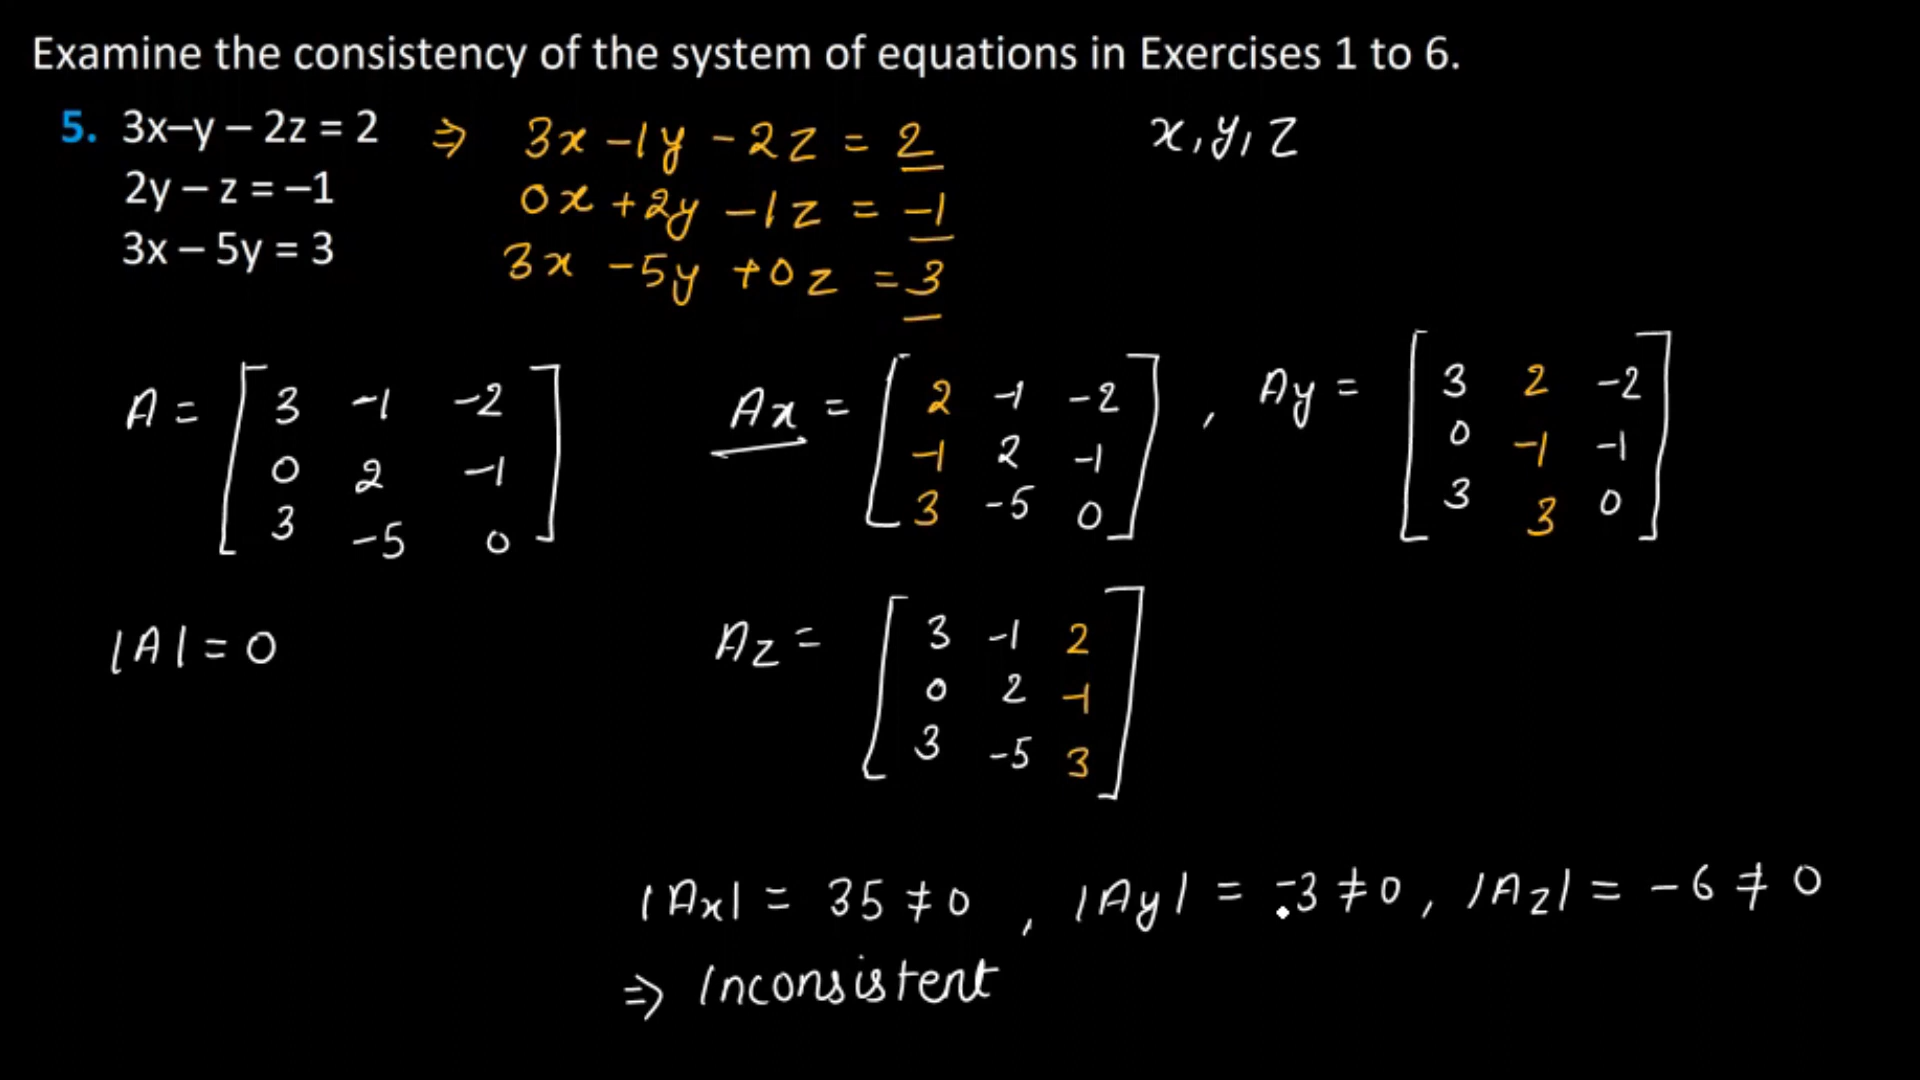 Examine the consistency of the system of equations in Exercises 1 to 6.
5. 3x–y – 2z = 2 ⇒ 3x -1y -2z = 2 x, y, z
2y – z = –1 0x +2y -1z = -1
3x – 5y = 3 3x -5y +0z = 3
A = [ 3 -1 -2 Ax = [ 2 -1 -2 ] , Ay = [ 3 2 -2 ]
0 2 -1 -1 2 -1 0 -1 -1
3 -5 0 ] 3 -5 0 3 3 0
|A| = 0 Az = [ 3 -1 2 ]
0 2 -1
3 -5 3
|Ax| = 35 ≠ 0 , |Ay| = -3 ≠ 0 , |Az| = -6 ≠ 0
⇒ Inconsistent